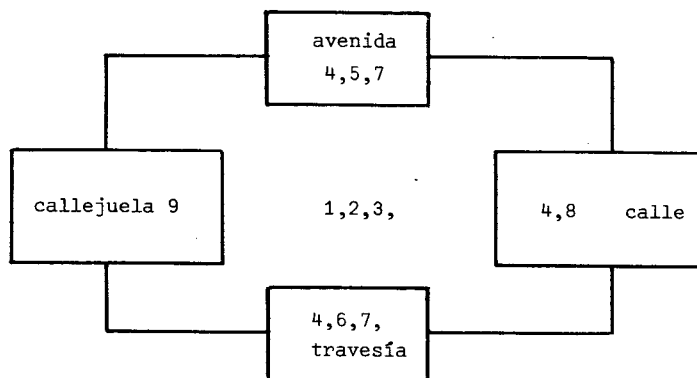 avenida
4,5,7
callejuela 9
1,2,3,
4,8 calle
4,6,7,
travesía